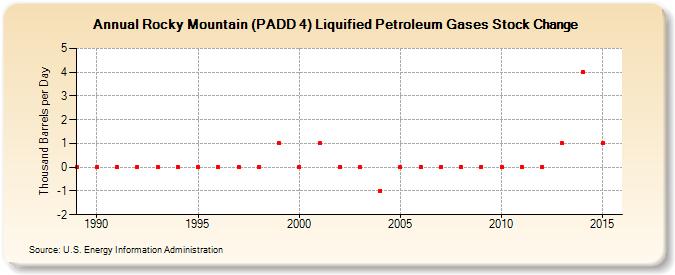 Annual Rocky Mountain (PADD 4) Liquified Petroleum Gases Stock Change
Thousand Barrels per Day
5
4
3
2
1
0
-1
-2
1990 1995 2000 2005 2010 2015
Source: U.S. Energy Information Administration